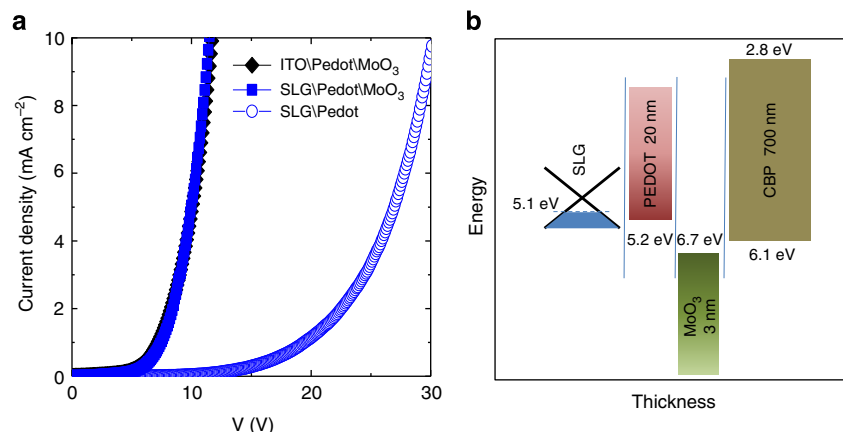 a
10
8
6
4
2
0
0
10
20
30
Current density (mA cm⁻²)
V (V)
ITO\Pedot\MoO₃
SLG\Pedot\MoO₃
SLG\Pedot
b
Energy
Thickness
SLG
5.1 eV
PEDOT 20 nm
5.2 eV
6.7 eV
MoO₃
3 nm
2.8 eV
CBP 700 nm
6.1 eV